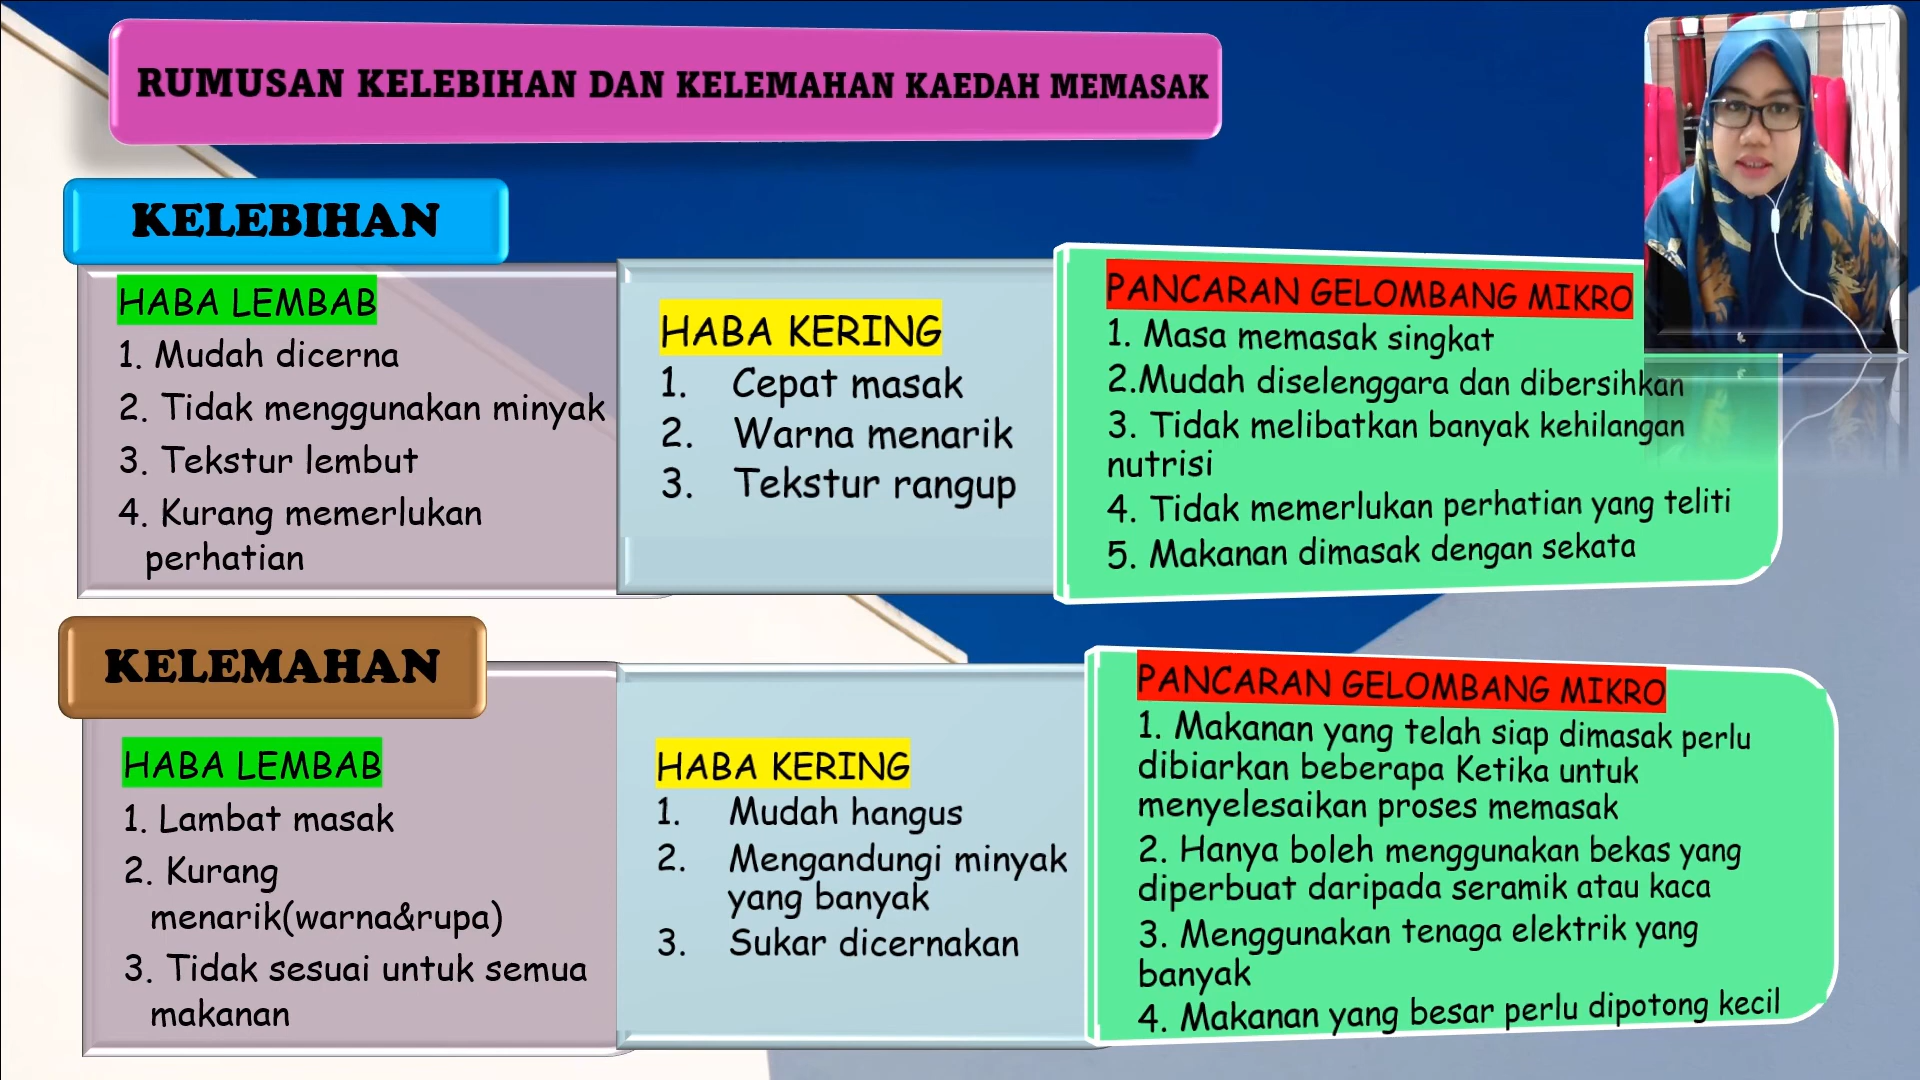 RUMUSAN KELEBIHAN DAN KELEMAHAN KAEDAH MEMASAK
KELEBIHAN
HABA LEMBAB
1. Mudah dicerna
2. Tidak menggunakan minyak
3. Tekstur lembut
4. Kurang memerlukan
perhatian
HABA KERING
1. Cepat masak
2. Warna menarik
3. Tekstur rangup
PANCARAN GELOMBANG MIKRO
1. Masa memasak singkat
2.Mudah diselenggara dan dibersihkan
3. Tidak melibatkan banyak kehilangan
nutrisi
4. Tidak memerlukan perhatian yang teliti
5. Makanan dimasak dengan sekata
KELEMAHAN
HABA LEMBAB
1. Lambat masak
2. Kurang
menarik(warna&rupa)
3. Tidak sesuai untuk semua
makanan
HABA KERING
1. Mudah hangus
2. Mengandungi minyak
yang banyak
3. Sukar dicernakan
PANCARAN GELOMBANG MIKRO
1. Makanan yang telah siap dimasak perlu
dibiarkan beberapa Ketika untuk
menyelesaikan proses memasak
2. Hanya boleh menggunakan bekas yang
diperbuat daripada seramik atau kaca
3. Menggunakan tenaga elektrik yang
banyak
4. Makanan yang besar perlu dipotong kecil